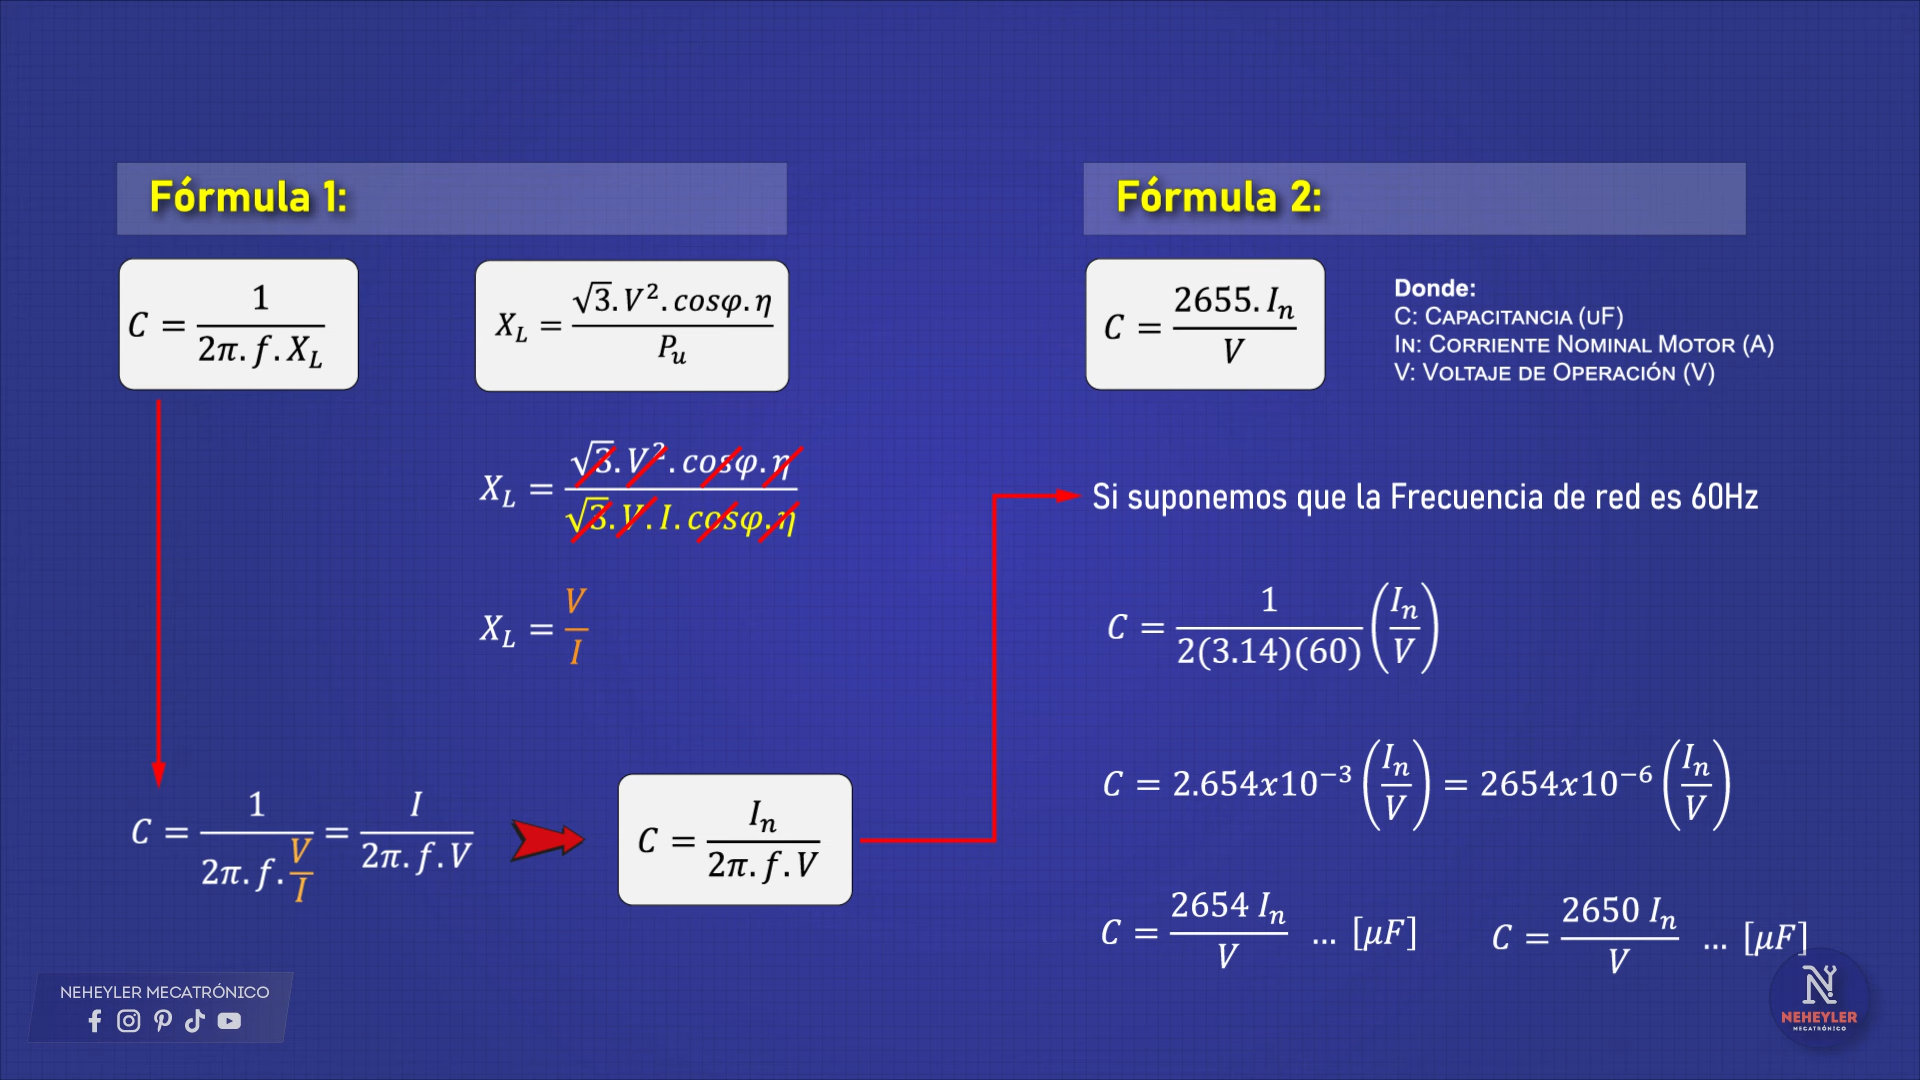 Fórmula 1:
C = 1 / (2π. f. X_L)
X_L = (√3. V². cosφ. η) / P_u
X_L = (√3. V². cosφ. η) / (√3. V. I. cosφ. η)
X_L = V / I
C = 1 / (2π. f. V/I) = I / (2π. f. V)
C = I_n / (2π. f. V)
Fórmula 2:
C = 2655. I_n / V
Donde:
C: Capacitancia (uF)
In: Corriente Nominal Motor (A)
V: Voltaje de Operación (V)
Si suponemos que la Frecuencia de red es 60Hz
C = 1 / (2(3.14)(60)) (I_n / V)
C = 2.654x10⁻³ (I_n / V) = 2654x10⁻⁶ (I_n / V)
C = 2654 I_n / V ... [μF]
C = 2650 I_n / V ... [μF]
NEHEYLER MECATRÓNICO
N
NEHEYLER
MECATRÓNICO